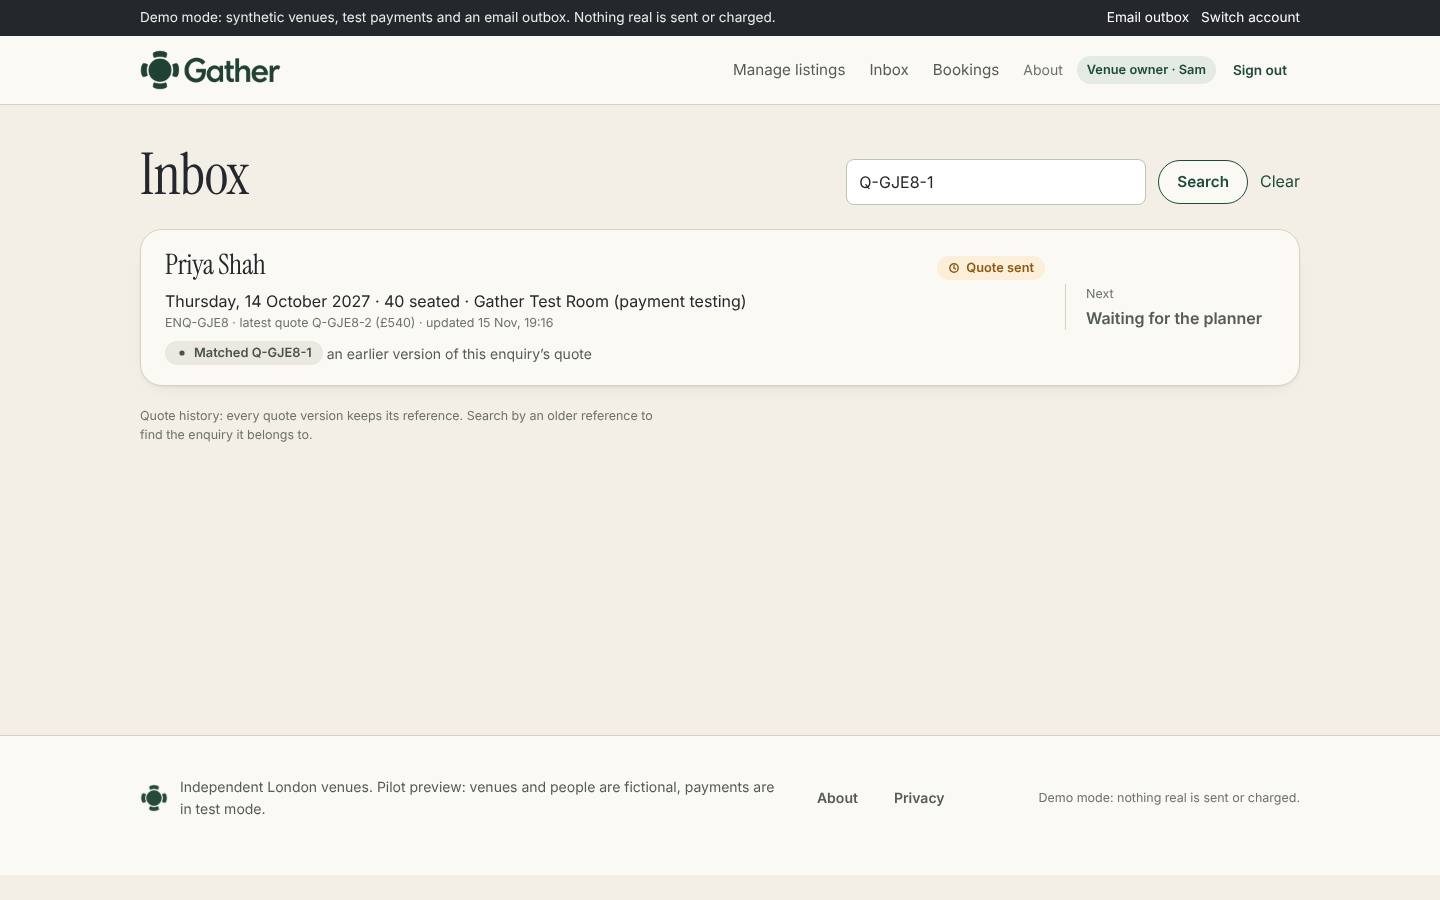 Demo mode: synthetic venues, test payments and an email outbox. Nothing real is sent or charged.
Email outbox Switch account
Gather
Manage listings Inbox Bookings About Venue owner · Sam Sign out
Inbox
Q-GJE8-1 Search Clear
Priya Shah
Quote sent
Thursday, 14 October 2027 · 40 seated · Gather Test Room (payment testing)
ENQ-GJE8 · latest quote Q-GJE8-2 (£540) · updated 15 Nov, 19:16
Matched Q-GJE8-1 an earlier version of this enquiry’s quote
Next
Waiting for the planner
Quote history: every quote version keeps its reference. Search by an older reference to
find the enquiry it belongs to.
Independent London venues. Pilot preview: venues and people are fictional, payments are
in test mode.
About Privacy
Demo mode: nothing real is sent or charged.